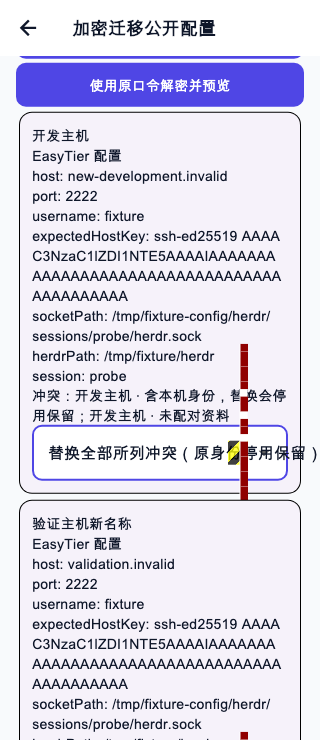 加密迁移公开配置
使用原口令解密并预览
开发主机
EasyTier 配置
host: new-development.invalid
port: 2222
username: fixture
expectedHostKey: ssh-ed25519 AAAA
C3NzaC1lZDI1NTE5AAAAIAAAAAAA
AAAAAAAAAAAAAAAAAAAAAAAAAA
AAAAAAAAAA
socketPath: /tmp/fixture-config/herdr/
sessions/probe/herdr.sock
herdrPath: /tmp/fixture/herdr
session: probe
冲突：开发主机 · 含本机身份，替换会停
用保留；开发主机 · 未配对资料
替换全部所列冲突（原身 停用保留）
验证主机新名称
EasyTier 配置
host: validation.invalid
port: 2222
username: fixture
expectedHostKey: ssh-ed25519 AAAA
C3NzaC1lZDI1NTE5AAAAIAAAAAAA
AAAAAAAAAAAAAAAAAAAAAAAAAA
AAAAAAAAAA
socketPath: /tmp/fixture-config/herdr/
sessions/probe/herdr.sock